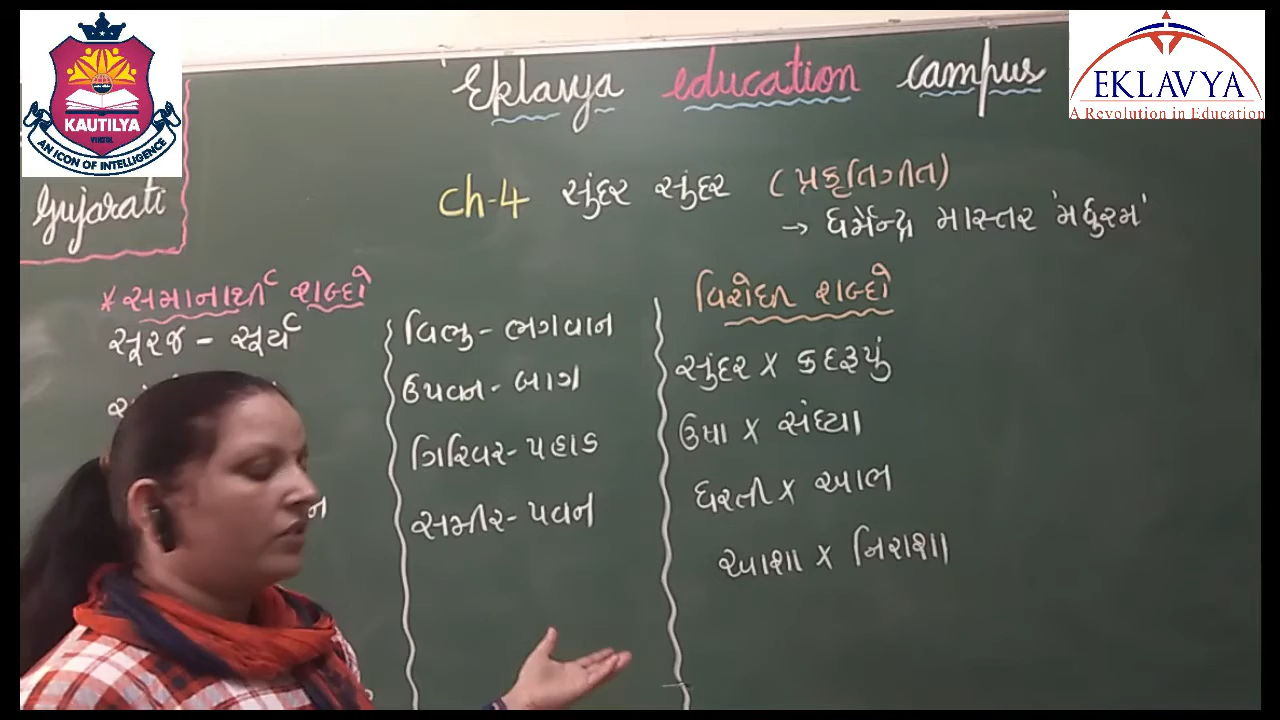 KAUTILYA
AN ICON OF INTELLIGENCE
EKLAVYA
A Revolution in Education
'Eklavya education campus
Gujarati
Ch-4 સુંદર સુંદર (પ્રકૃતિગીત)
→ ધર્મેન્દ્ર માસ્તર 'મધુરમ'
* સમાનાર્થી શબ્દો
સૂરજ - સૂર્ય
વિભુ - ભગવાન
ઉપવન - બાગ
ગિરિવર - પહાડ
સમીર - પવન
વિરોધી શબ્દો
સુંદર X કદરૂપું
ઉષા X સંધ્યા
ધરતી X આભ
આશા X નિરાશા